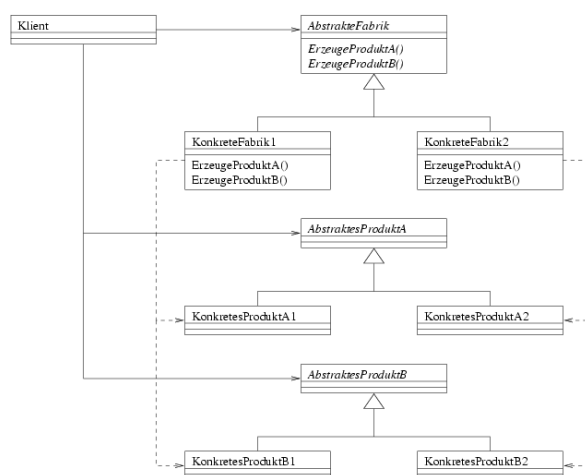 Klient
AbstrakteFabrik
ErzeugeProduktA()
ErzeugeProduktB()
KonkreteFabrik1
ErzeugeProduktA()
ErzeugeProduktB()
KonkreteFabrik2
ErzeugeProduktA()
ErzeugeProduktB()
AbstraktesProduktA
KonkretesProduktA1
KonkretesProduktA2
AbstraktesProduktB
KonkretesProduktB1
KonkretesProduktB2